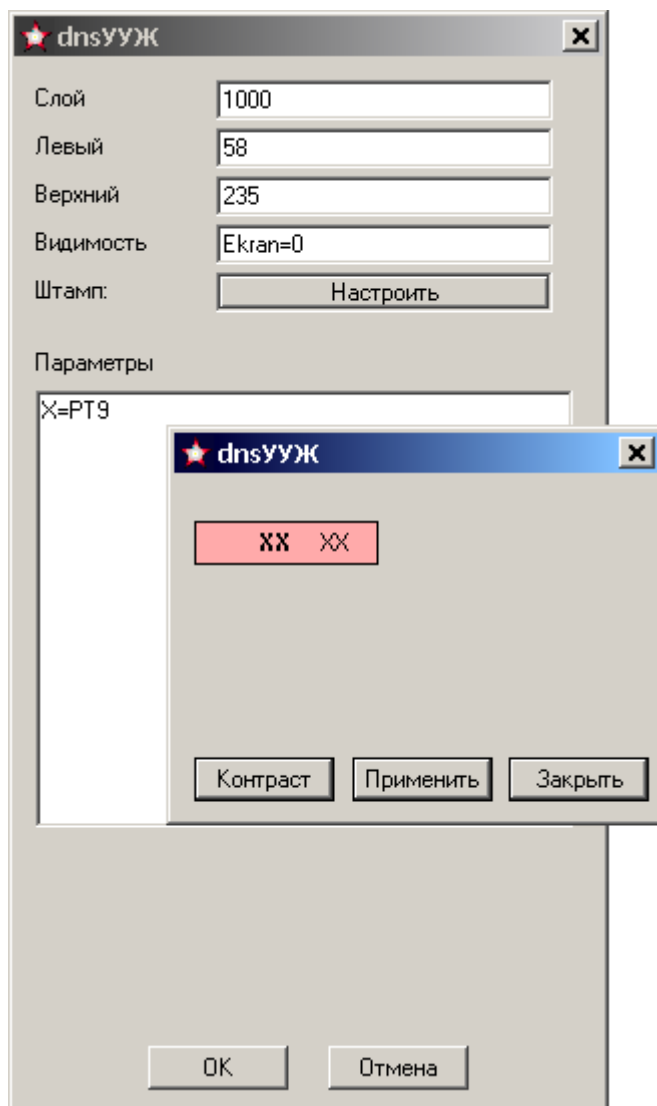 dnsУУЖ
Слой 1000
Левый 58
Верхний 235
Видимость Ekran=0
Штамп: Настроить
Параметры
X=PT9
dnsУУЖ
XX XX
Контраст Применить Закрыть
OK Отмена